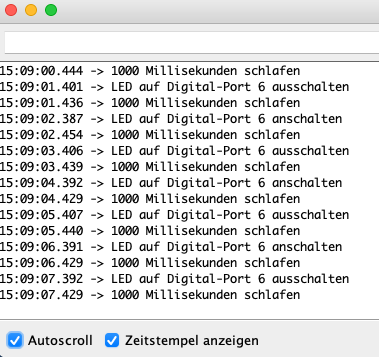 15:09:00.444 -> 1000 Millisekunden schlafen
15:09:01.401 -> LED auf Digital-Port 6 ausschalten
15:09:01.436 -> 1000 Millisekunden schlafen
15:09:02.387 -> LED auf Digital-Port 6 anschalten
15:09:02.454 -> 1000 Millisekunden schlafen
15:09:03.406 -> LED auf Digital-Port 6 ausschalten
15:09:03.439 -> 1000 Millisekunden schlafen
15:09:04.392 -> LED auf Digital-Port 6 anschalten
15:09:04.429 -> 1000 Millisekunden schlafen
15:09:05.407 -> LED auf Digital-Port 6 ausschalten
15:09:05.440 -> 1000 Millisekunden schlafen
15:09:06.391 -> LED auf Digital-Port 6 anschalten
15:09:06.429 -> 1000 Millisekunden schlafen
15:09:07.392 -> LED auf Digital-Port 6 ausschalten
15:09:07.429 -> 1000 Millisekunden schlafen
Autoscroll Zeitstempel anzeigen